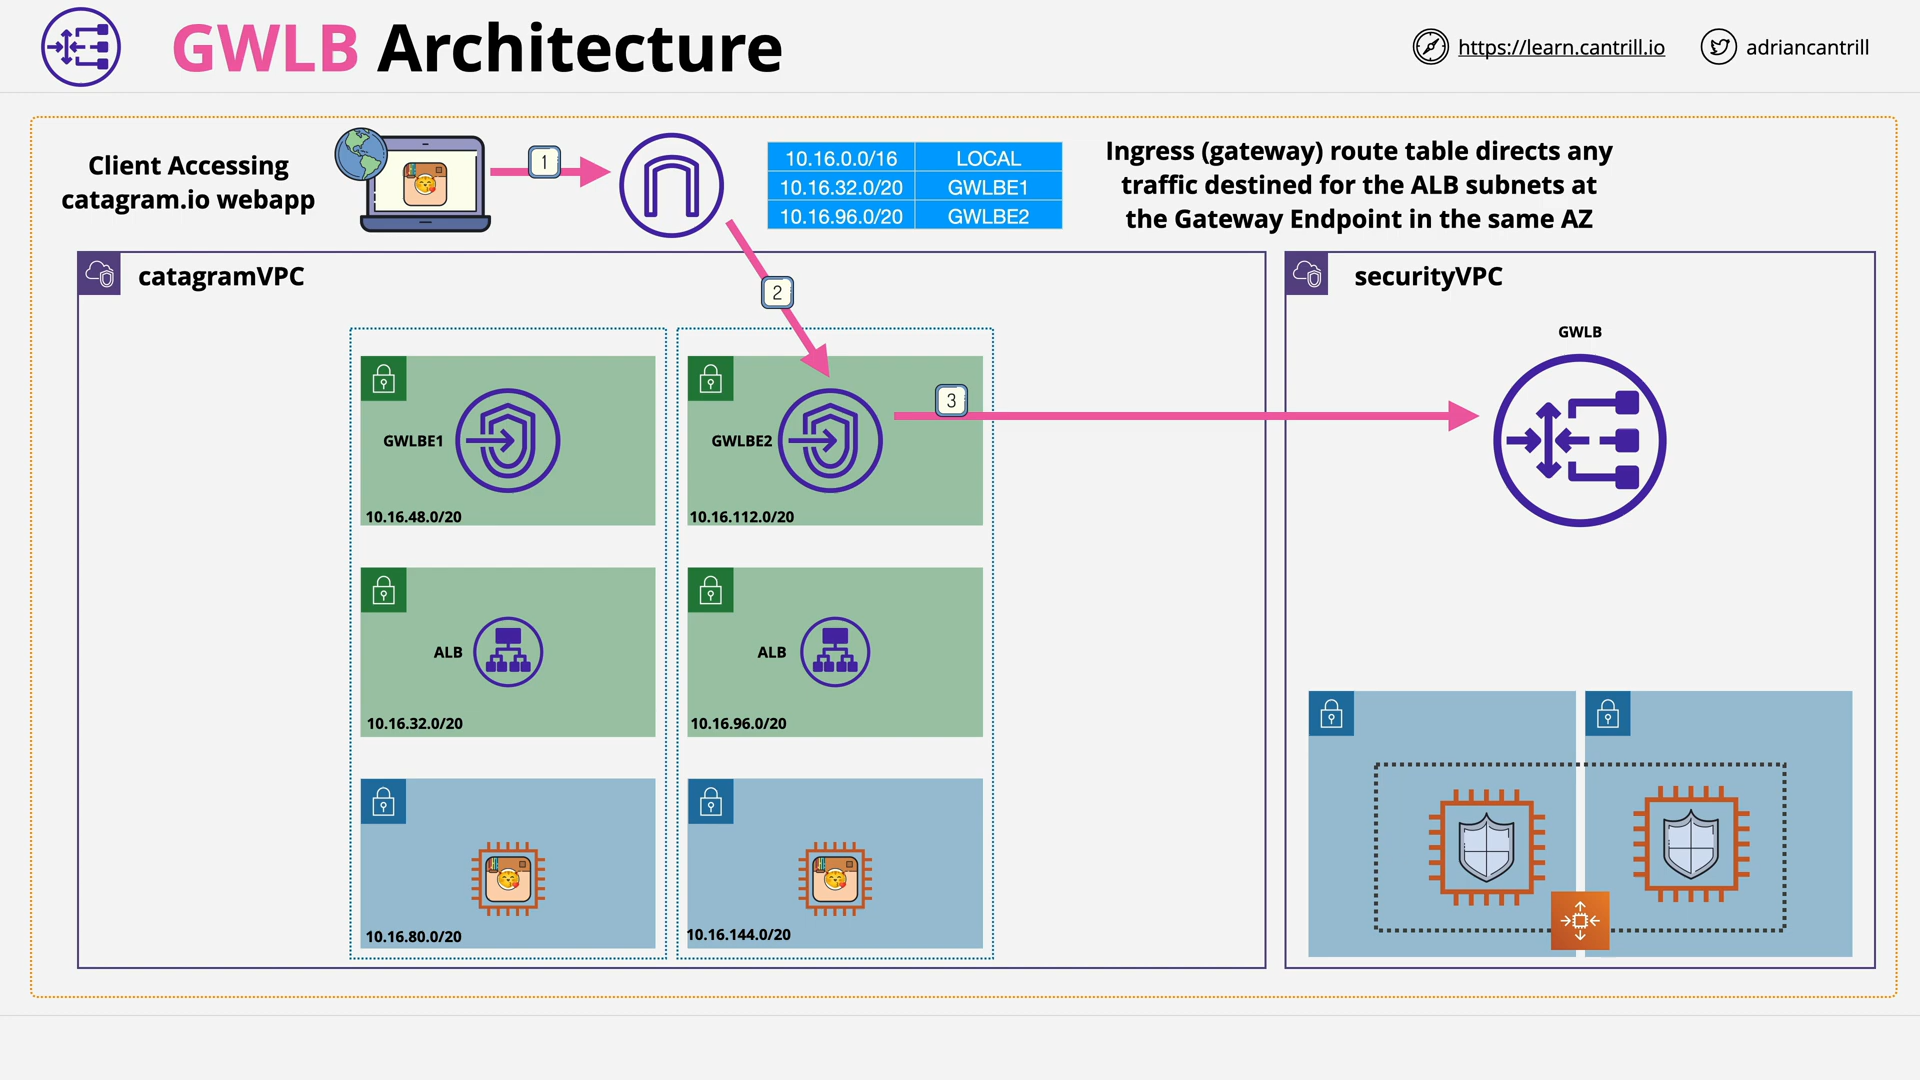 GWLB Architecture
https://learn.cantrill.io
adriancantrill
Client Accessing
catagram.io webapp
1
10.16.0.0/16 LOCAL
10.16.32.0/20 GWLBE1
10.16.96.0/20 GWLBE2
Ingress (gateway) route table directs any
traffic destined for the ALB subnets at
the Gateway Endpoint in the same AZ
catagramVPC
2
securityVPC
GWLB
3
GWLBE1
10.16.48.0/20
GWLBE2
10.16.112.0/20
ALB
10.16.32.0/20
ALB
10.16.96.0/20
10.16.80.0/20
10.16.144.0/20